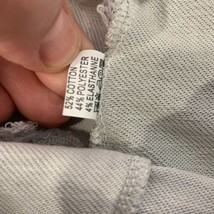 52% COTTON
44% POLYESTER
4% ELASTHANNE